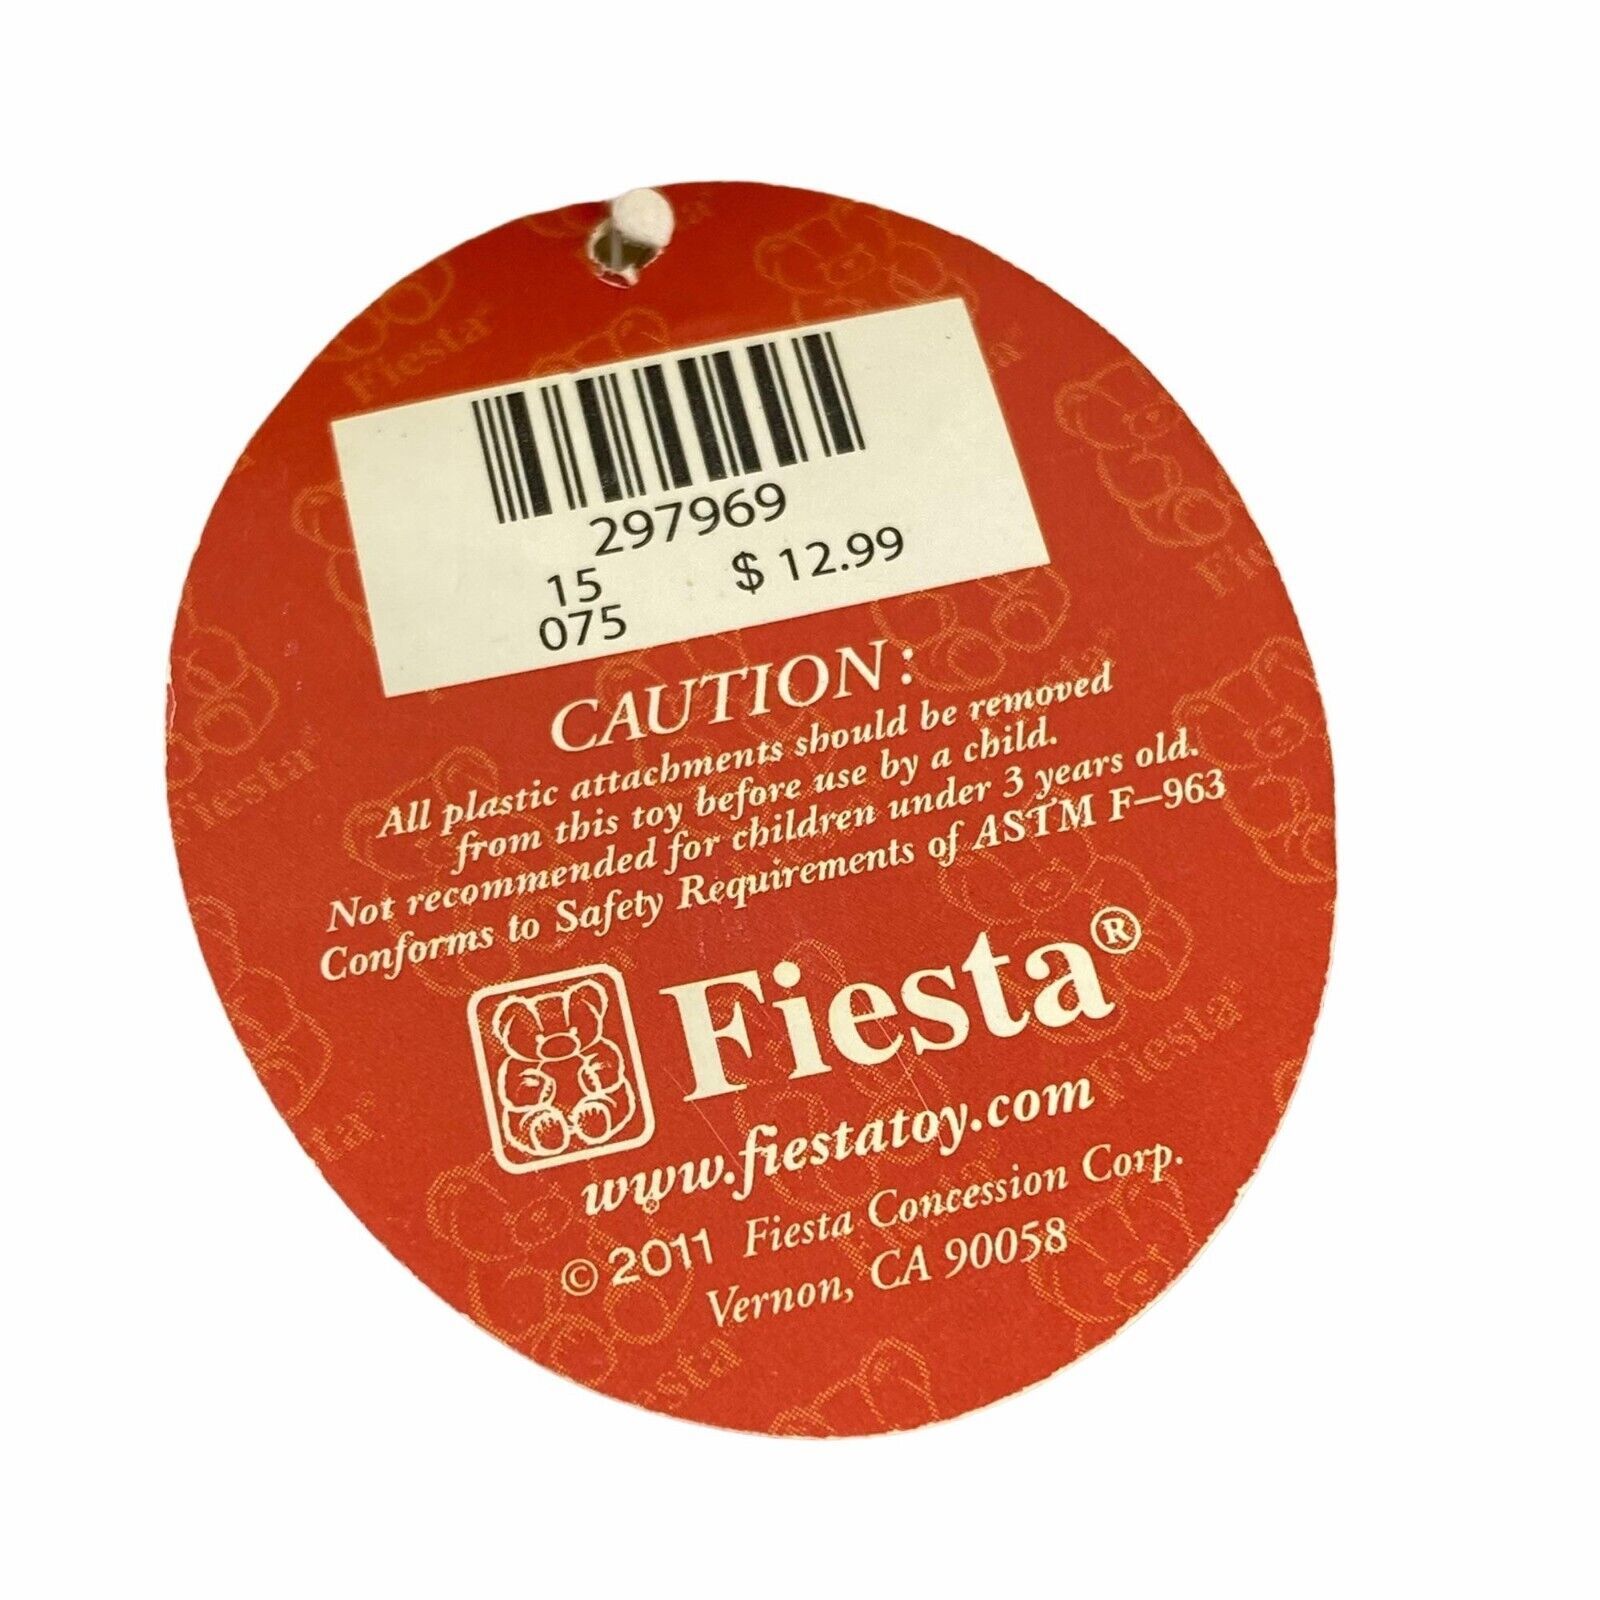 297969
15 $ 12.99
075
CAUTION:
All plastic attachments should be removed
from this toy before use by a child.
Not recommended for children under 3 years old.
Conforms to Safety Requirements of ASTM F-963
Fiesta®
www.fiestatoy.com
© 2011 Fiesta Concession Corp.
Vernon, CA 90058